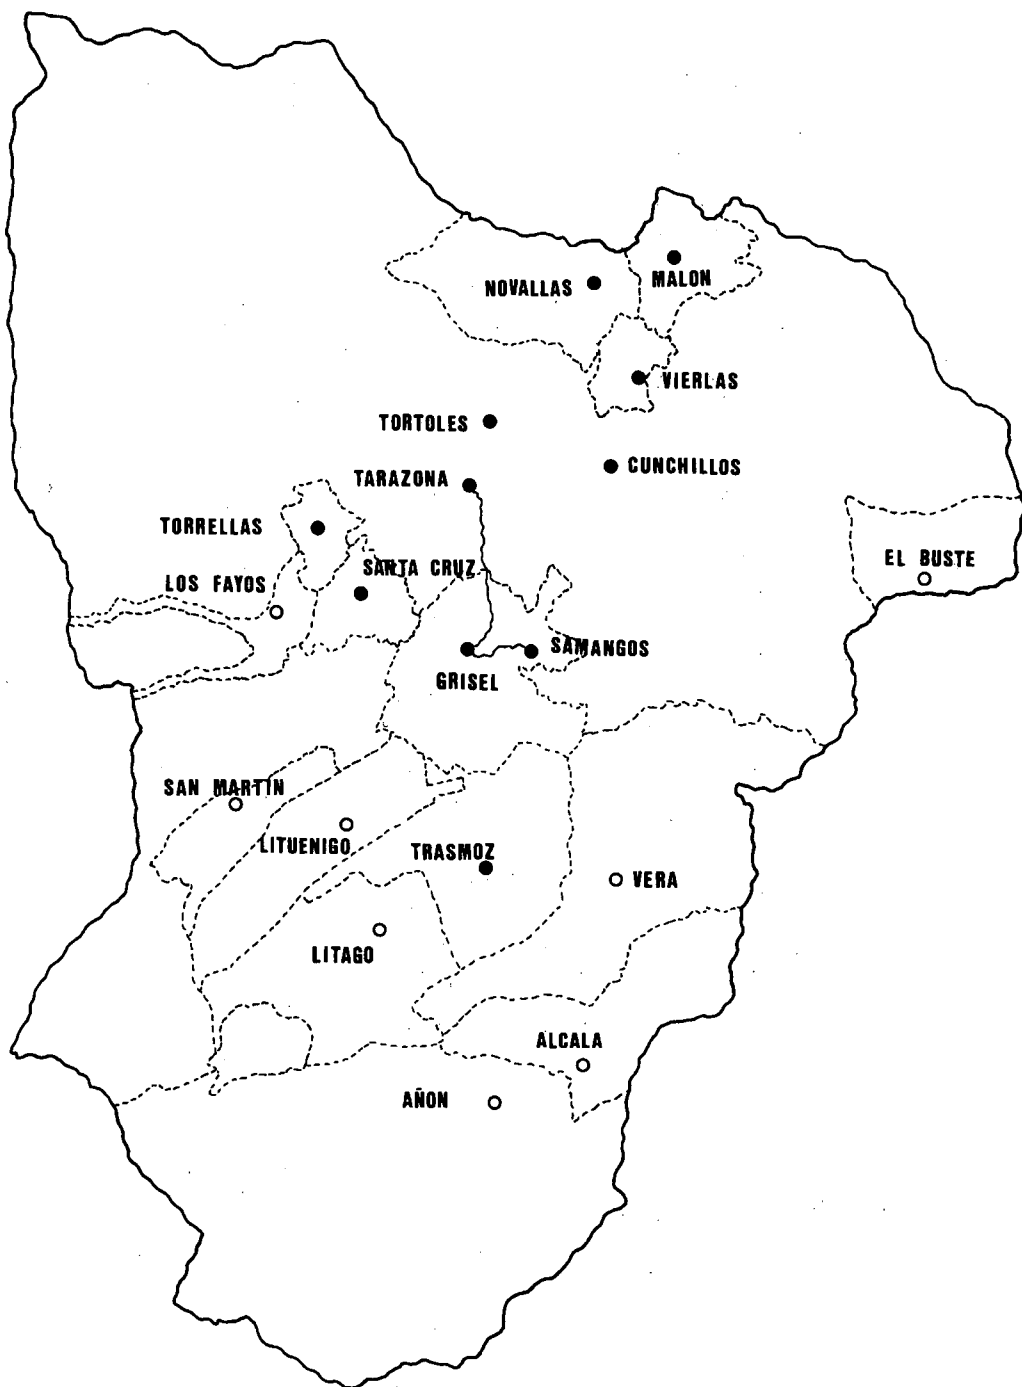 MALON
NOVALLAS
VIERLAS
TORTOLES
CUNCHILLOS
TARAZONA
TORRELLAS
EL BUSTE
SANTA CRUZ
LOS FAYOS
SAMANGOS
GRISEL
SAN MARTIN
LITUENIGO
TRASMOZ
VERA
LITAGO
ALCALA
AÑON